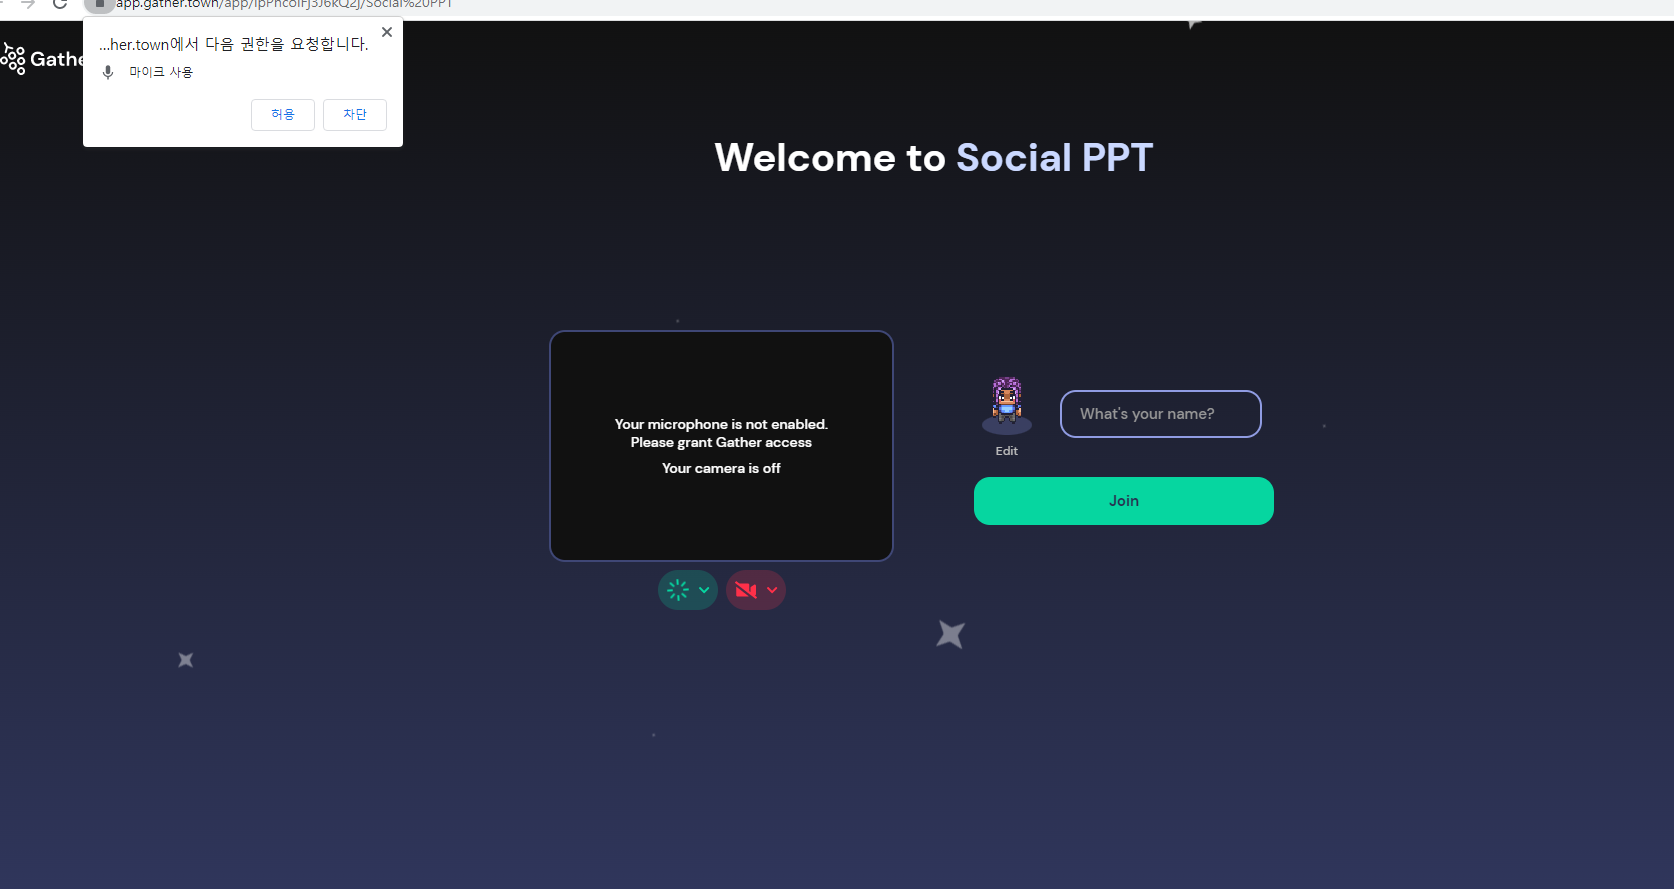 app.gather.town/app/
Social%20PPT
...her.town에서 다음 권한을 요청합니다.
마이크 사용
허용
차단
Gathe
Welcome to Social PPT
Your microphone is not enabled.
Please grant Gather access
Your camera is off
What's your name?
Edit
Join